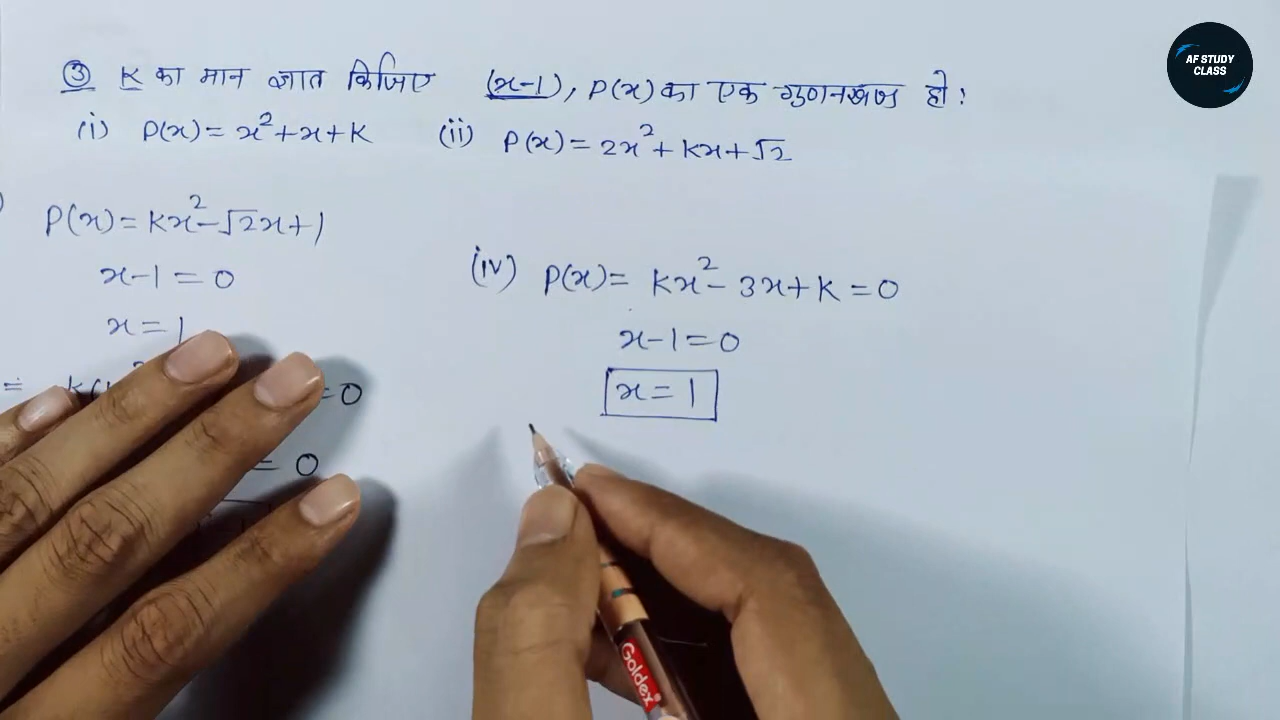 ③ K का मान ज्ञात किजिए (x-1), P(x) का एक गुणनखण्ड हो!
(i) P(x) = x²+x+K (ii) P(x) = 2x²+Kx+√2
P(x) = Kx²-√2x+1
x-1 = 0
x = 1
= 0
= 0
(iv) P(x) = Kx²-3x+K = 0
x-1 = 0
x = 1
AF STUDY
CLASS
Goldex